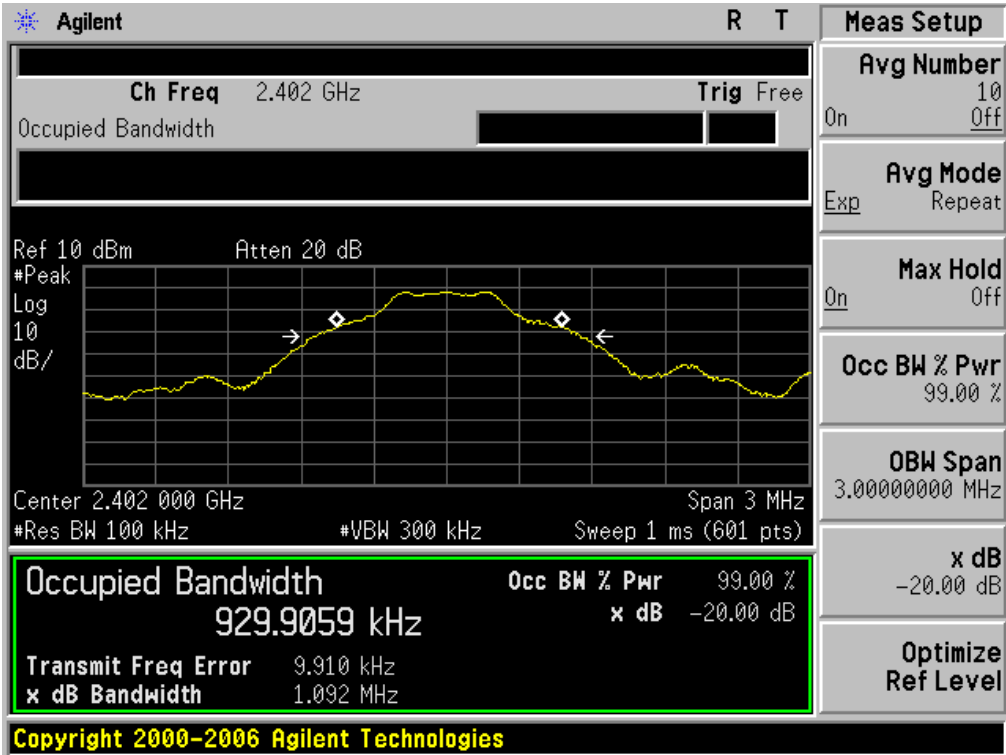 Agilent R T
Ch Freq 2.402 GHz Trig Free
Occupied Bandwidth
Ref 10 dBm Atten 20 dB
#Peak
Log
10
dB/
Center 2.402 000 GHz Span 3 MHz
#Res BW 100 kHz #VBW 300 kHz Sweep 1 ms (601 pts)
Occupied Bandwidth Occ BW % Pwr 99.00 %
929.9059 kHz x dB -20.00 dB
Transmit Freq Error 9.910 kHz
x dB Bandwidth 1.092 MHz
Copyright 2000-2006 Agilent Technologies
Meas Setup
Avg Number
10
On Off
Avg Mode
Exp Repeat
Max Hold
On Off
Occ BW % Pwr
99.00 %
OBW Span
3.00000000 MHz
x dB
-20.00 dB
Optimize
Ref Level